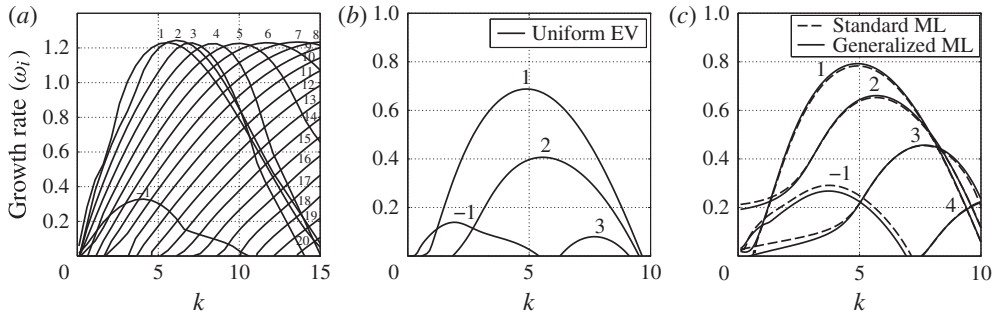 (a)
1 2 3 4 5 6 7 8
9
10
11
12
13
14
15
16
17
18
19
20
–1
1.2
1.0
0.8
0.6
0.4
0.2
0 5 10 15
Growth rate (ωi)
k
(b)
Uniform EV
1
2
–1
3
1.0
0.8
0.6
0.4
0.2
0 5 10
k
(c)
Standard ML
Generalized ML
1
2
3
–1
4
1.0
0.8
0.6
0.4
0.2
0 5 10
k